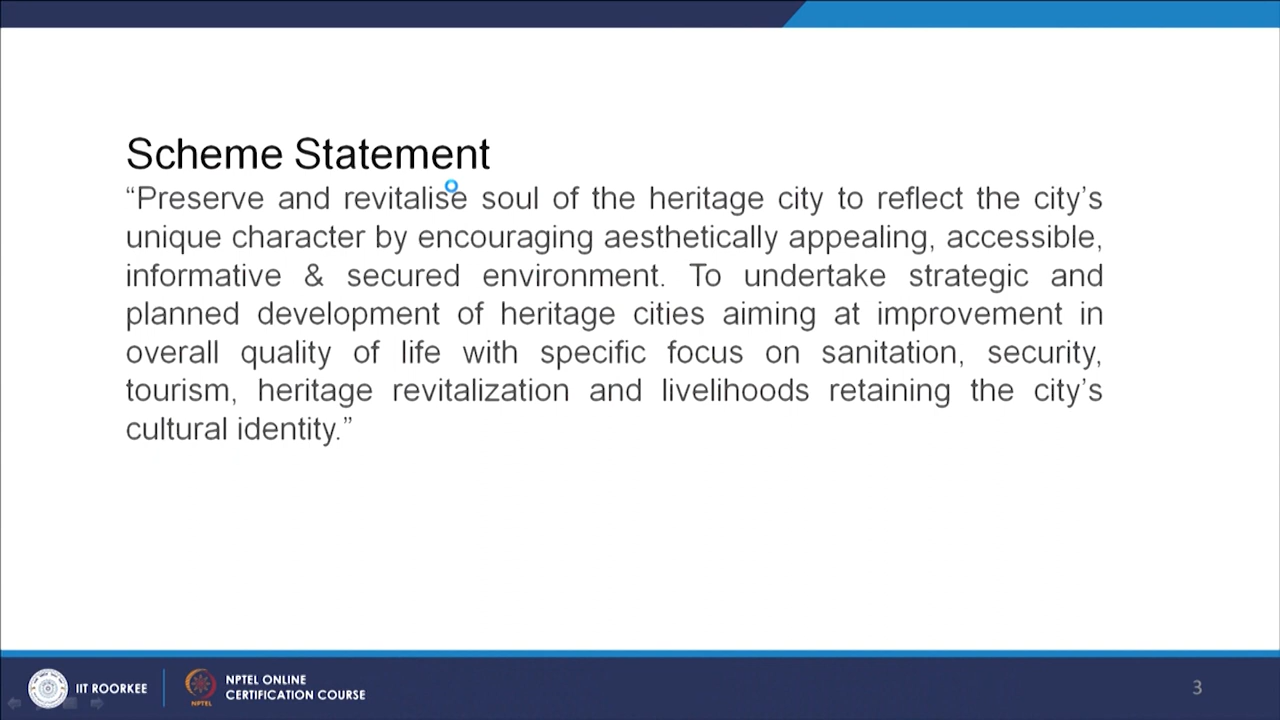 Scheme Statement
“Preserve and revitalise soul of the heritage city to reflect the city’s
unique character by encouraging aesthetically appealing, accessible,
informative & secured environment. To undertake strategic and
planned development of heritage cities aiming at improvement in
overall quality of life with specific focus on sanitation, security,
tourism, heritage revitalization and livelihoods retaining the city’s
cultural identity.”
IIT ROORKEE
NPTEL
NPTEL ONLINE
CERTIFICATION COURSE
3